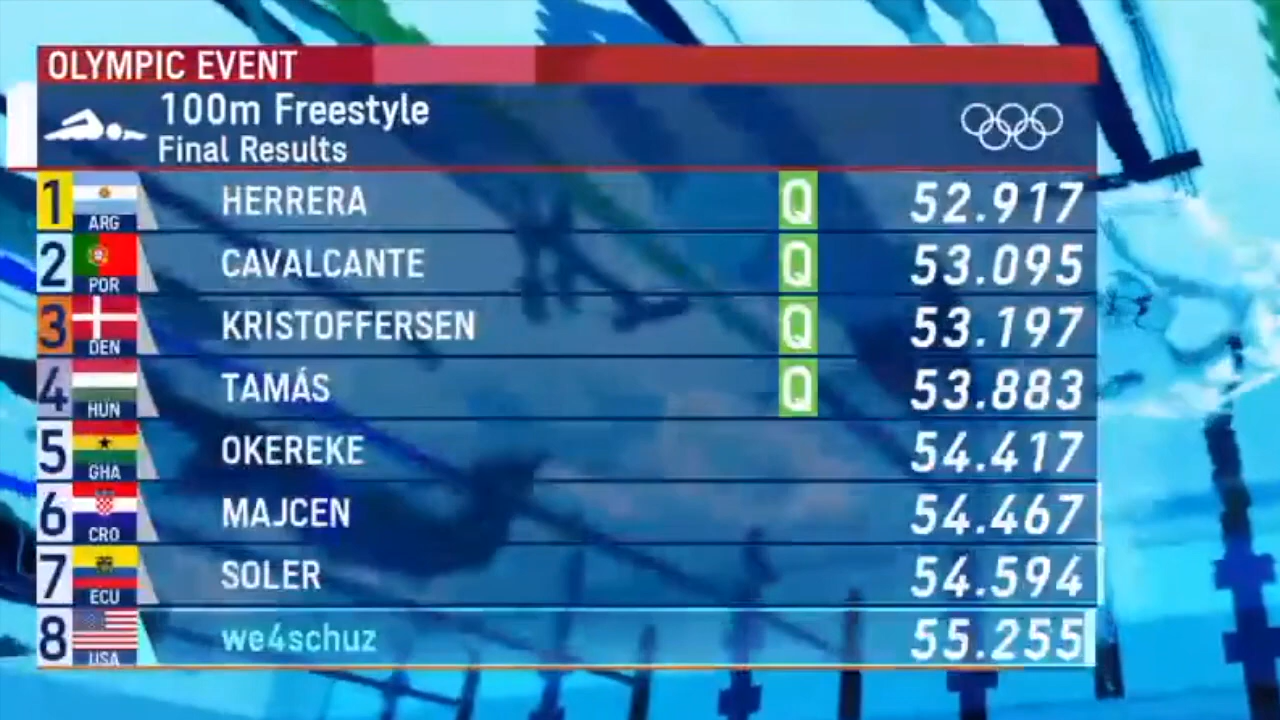 OLYMPIC EVENT
100m Freestyle
Final Results
1 ARG HERRERA Q 52.917
2 POR CAVALCANTE Q 53.095
3 DEN KRISTOFFERSEN Q 53.197
4 HUN TAMÁS Q 53.883
5 GHA OKEREKE 54.417
6 CRO MAJCEN 54.467
7 ECU SOLER 54.594
8 USA we4schuz 55.255